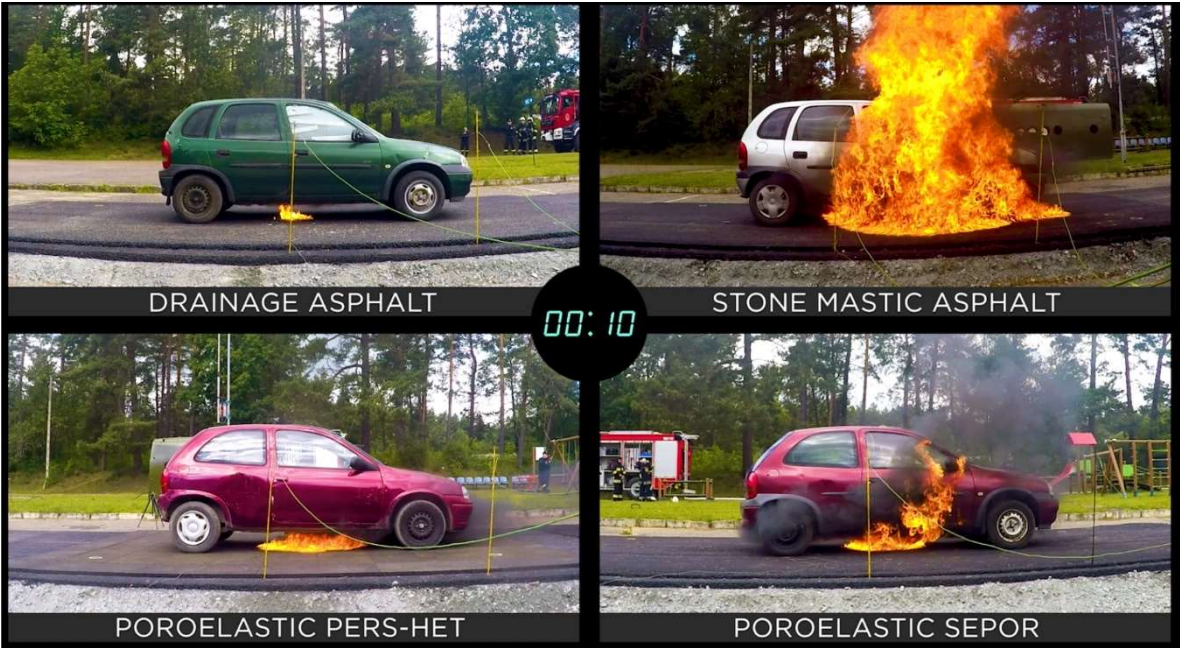 DRAINAGE ASPHALT
STONE MASTIC ASPHALT
00:10
POROELASTIC PERS-HET
POROELASTIC SEPOR